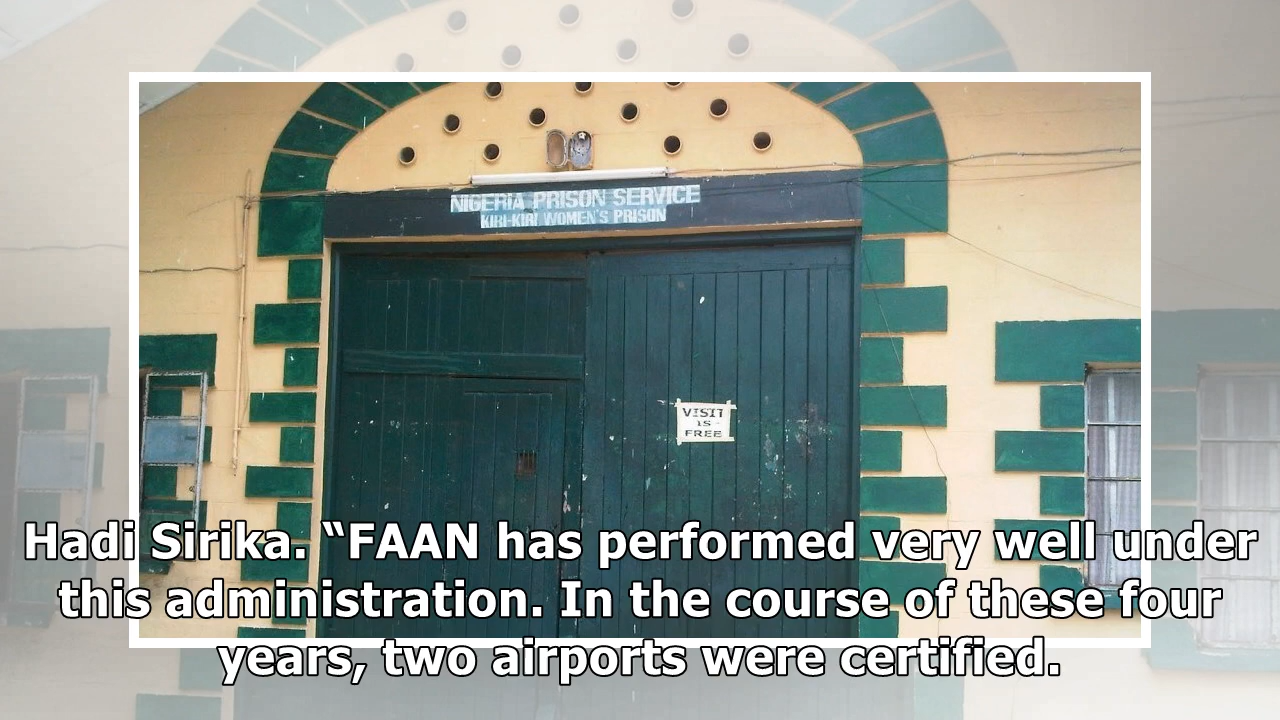 NIGERIA PRISON SERVICE
KIRI-KIRI WOMEN'S PRISON
VISIT
IS
FREE
Hadi Sirika. “FAAN has performed very well under
this administration. In the course of these four
years, two airports were certified.